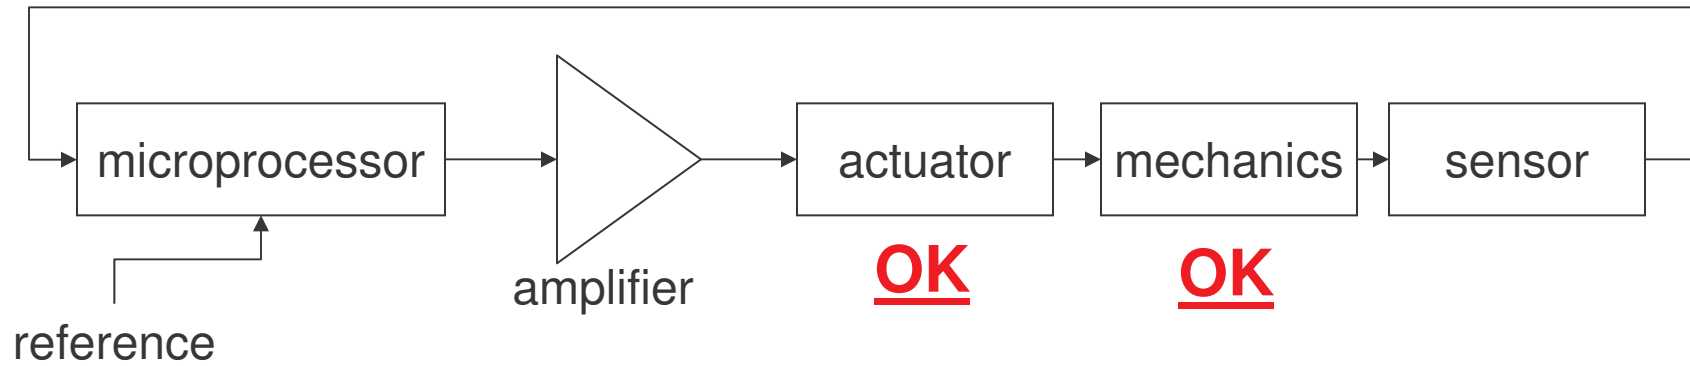 microprocessor
actuator
mechanics
sensor
OK
OK
amplifier
reference